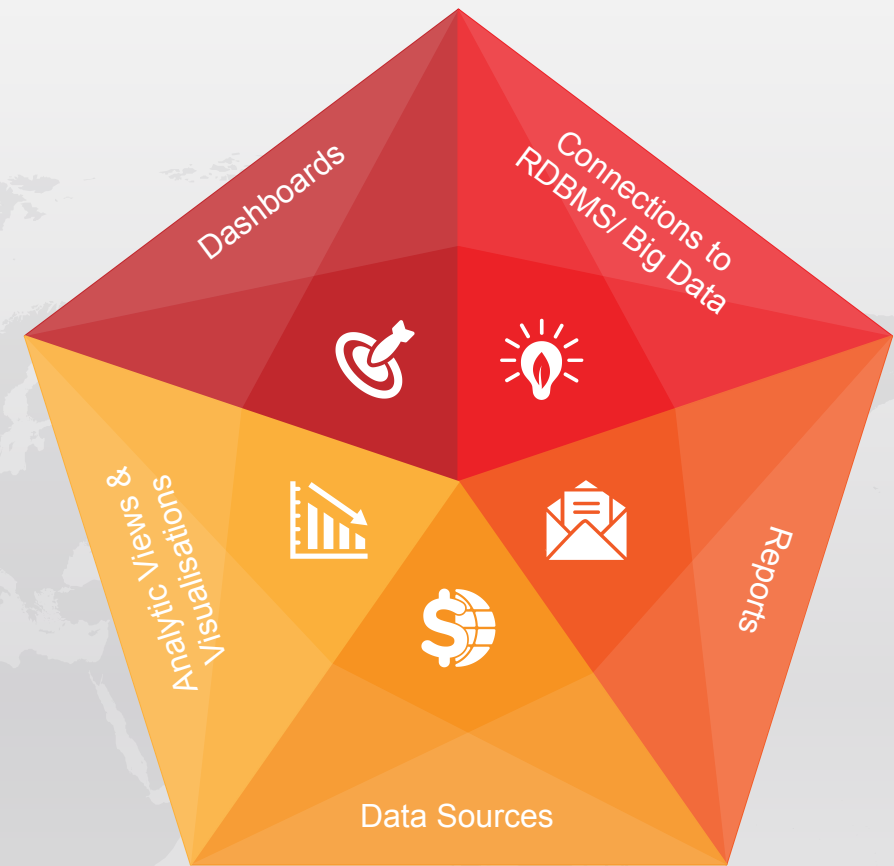 Dashboards
Connections to
RDBMS/ Big Data
Analytic Views &
Visualisations
Reports
Data Sources